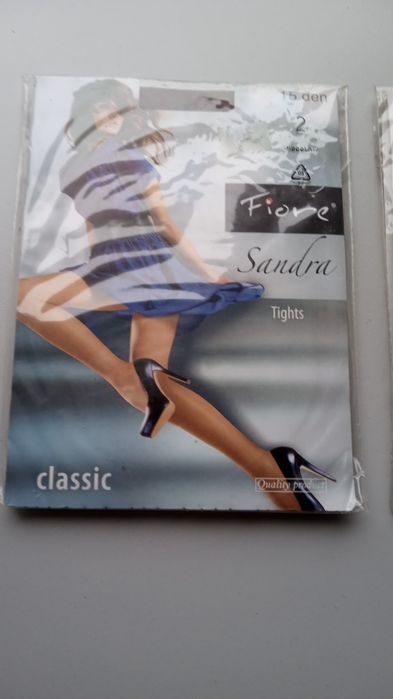 15 den
2
Fiore
Sandra
Tights
classic
Quality product